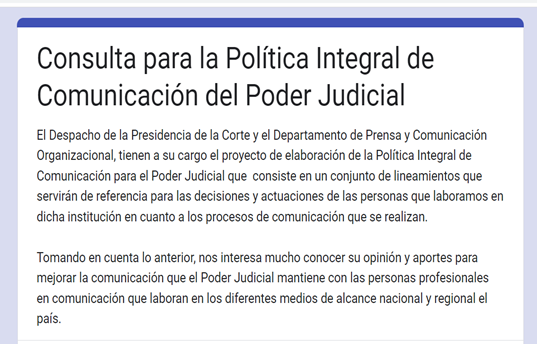 Consulta para la Política Integral de
Comunicación del Poder Judicial
El Despacho de la Presidencia de la Corte y el Departamento de Prensa y Comunicación
Organizacional, tienen a su cargo el proyecto de elaboración de la Política Integral de
Comunicación para el Poder Judicial que consiste en un conjunto de lineamientos que
servirán de referencia para las decisiones y actuaciones de las personas que laboramos en
dicha institución en cuanto a los procesos de comunicación que se realizan.
Tomando en cuenta lo anterior, nos interesa mucho conocer su opinión y aportes para
mejorar la comunicación que el Poder Judicial mantiene con las personas profesionales
en comunicación que laboran en los diferentes medios de alcance nacional y regional el
país.